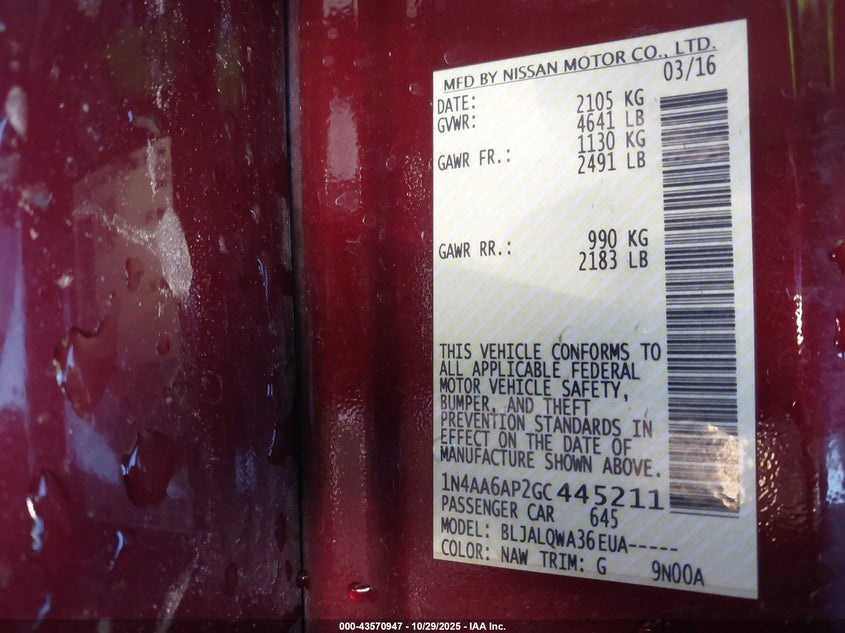 MFD BY NISSAN MOTOR CO., LTD.
03/16
DATE: 2105 KG
GVWR: 4641 LB
1130 KG
GAWR FR.: 2491 LB
GAWR RR.: 990 KG
2183 LB
THIS VEHICLE CONFORMS TO
ALL APPLICABLE FEDERAL
MOTOR VEHICLE SAFETY,
BUMPER, AND THEFT
PREVENTION STANDARDS IN
EFFECT ON THE DATE OF
MANUFACTURE SHOWN ABOVE.
1N4AA6AP2GC445211
PASSENGER CAR 645
MODEL: BLJALQWA36EUA-----
COLOR: NAW TRIM: G 9N00A
000-43570947 - 10/29/2025 - IAA Inc.